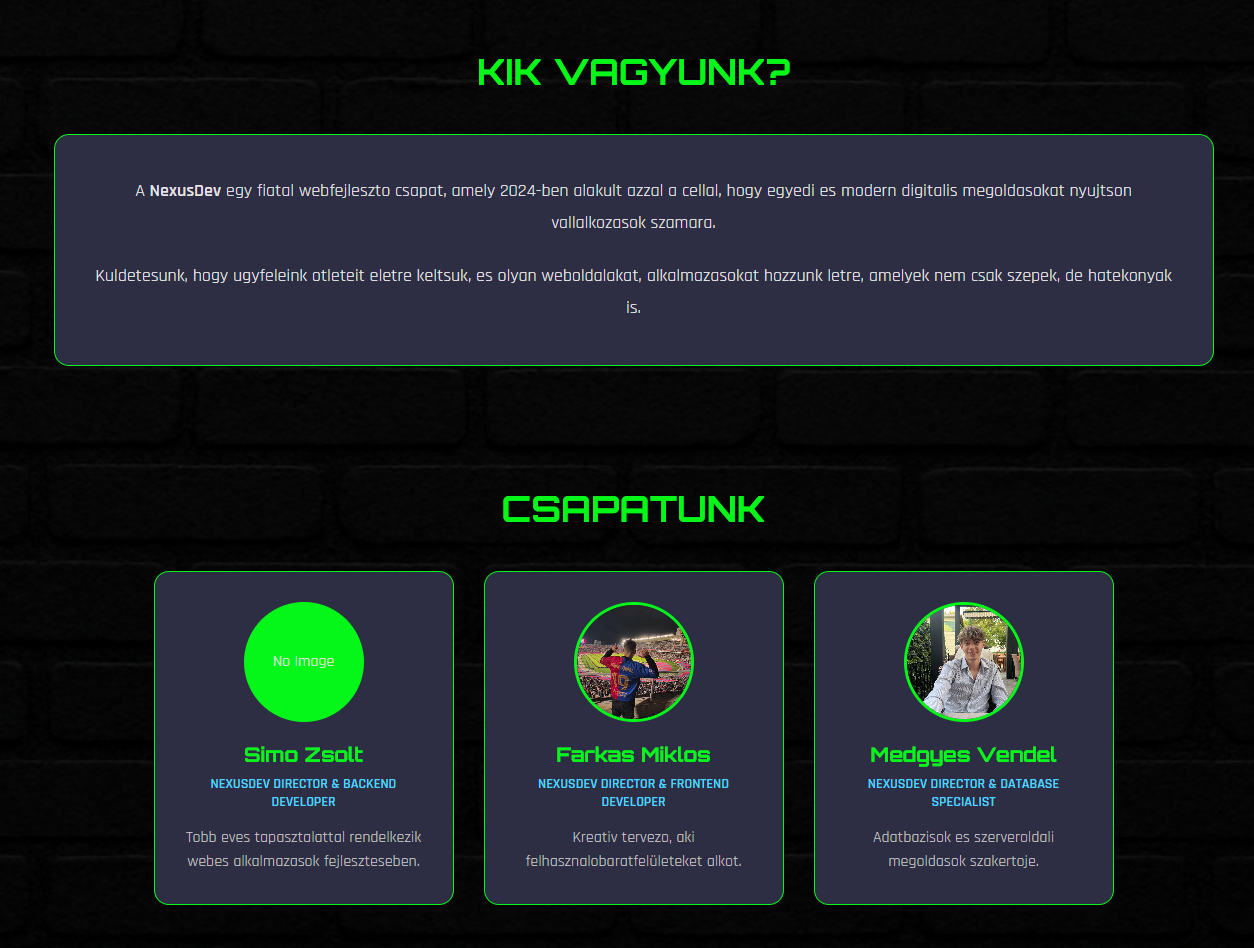 KIK VAGYUNK?
A NexusDev egy fiatal webfejleszto csapat, amely 2024-ben alakult azzal a cellal, hogy egyedi es modern digitalis megoldasokat nyujtson
vallalkozasok szamara.
Kuldetesunk, hogy ugyfeleink otleteit eletre keltsuk, es olyan weboldalakat, alkalmazasokat hozzunk letre, amelyek nem csak szepek, de hatekonyak
is.
CSAPATUNK
No Image
Simo Zsolt
NEXUSDEV DIRECTOR & BACKEND
DEVELOPER
Tobb eves tapasztalattal rendelkezik
webes alkalmazasok fejleszteseben.
19
Farkas Miklos
NEXUSDEV DIRECTOR & FRONTEND
DEVELOPER
Kreativ tervezo, aki
felhasznalobaratfelületeket alkot.
Medgyes Vendel
NEXUSDEV DIRECTOR & DATABASE
SPECIALIST
Adatbazisok es szerveroldali
megoldasok szakertoje.